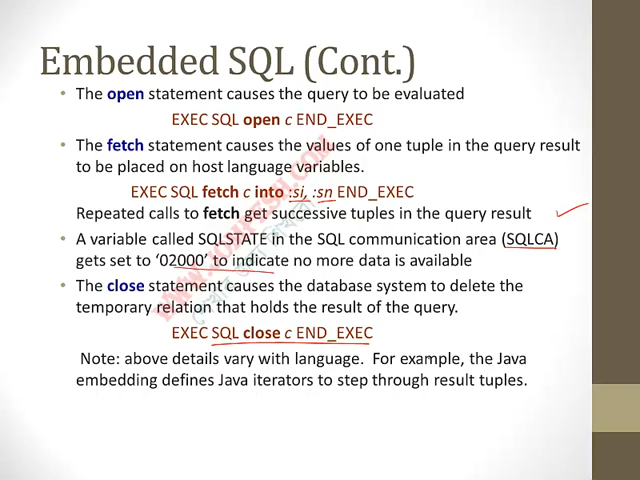 Embedded SQL (Cont.)
• The open statement causes the query to be evaluated
EXEC SQL open c END_EXEC
• The fetch statement causes the values of one tuple in the query result
to be placed on host language variables.
EXEC SQL fetch c into :si, :sn END_EXEC
Repeated calls to fetch get successive tuples in the query result
• A variable called SQLSTATE in the SQL communication area (SQLCA)
gets set to ‘02000’ to indicate no more data is available
• The close statement causes the database system to delete the
temporary relation that holds the result of the query.
EXEC SQL close c END_EXEC
Note: above details vary with language. For example, the Java
embedding defines Java iterators to step through result tuples.